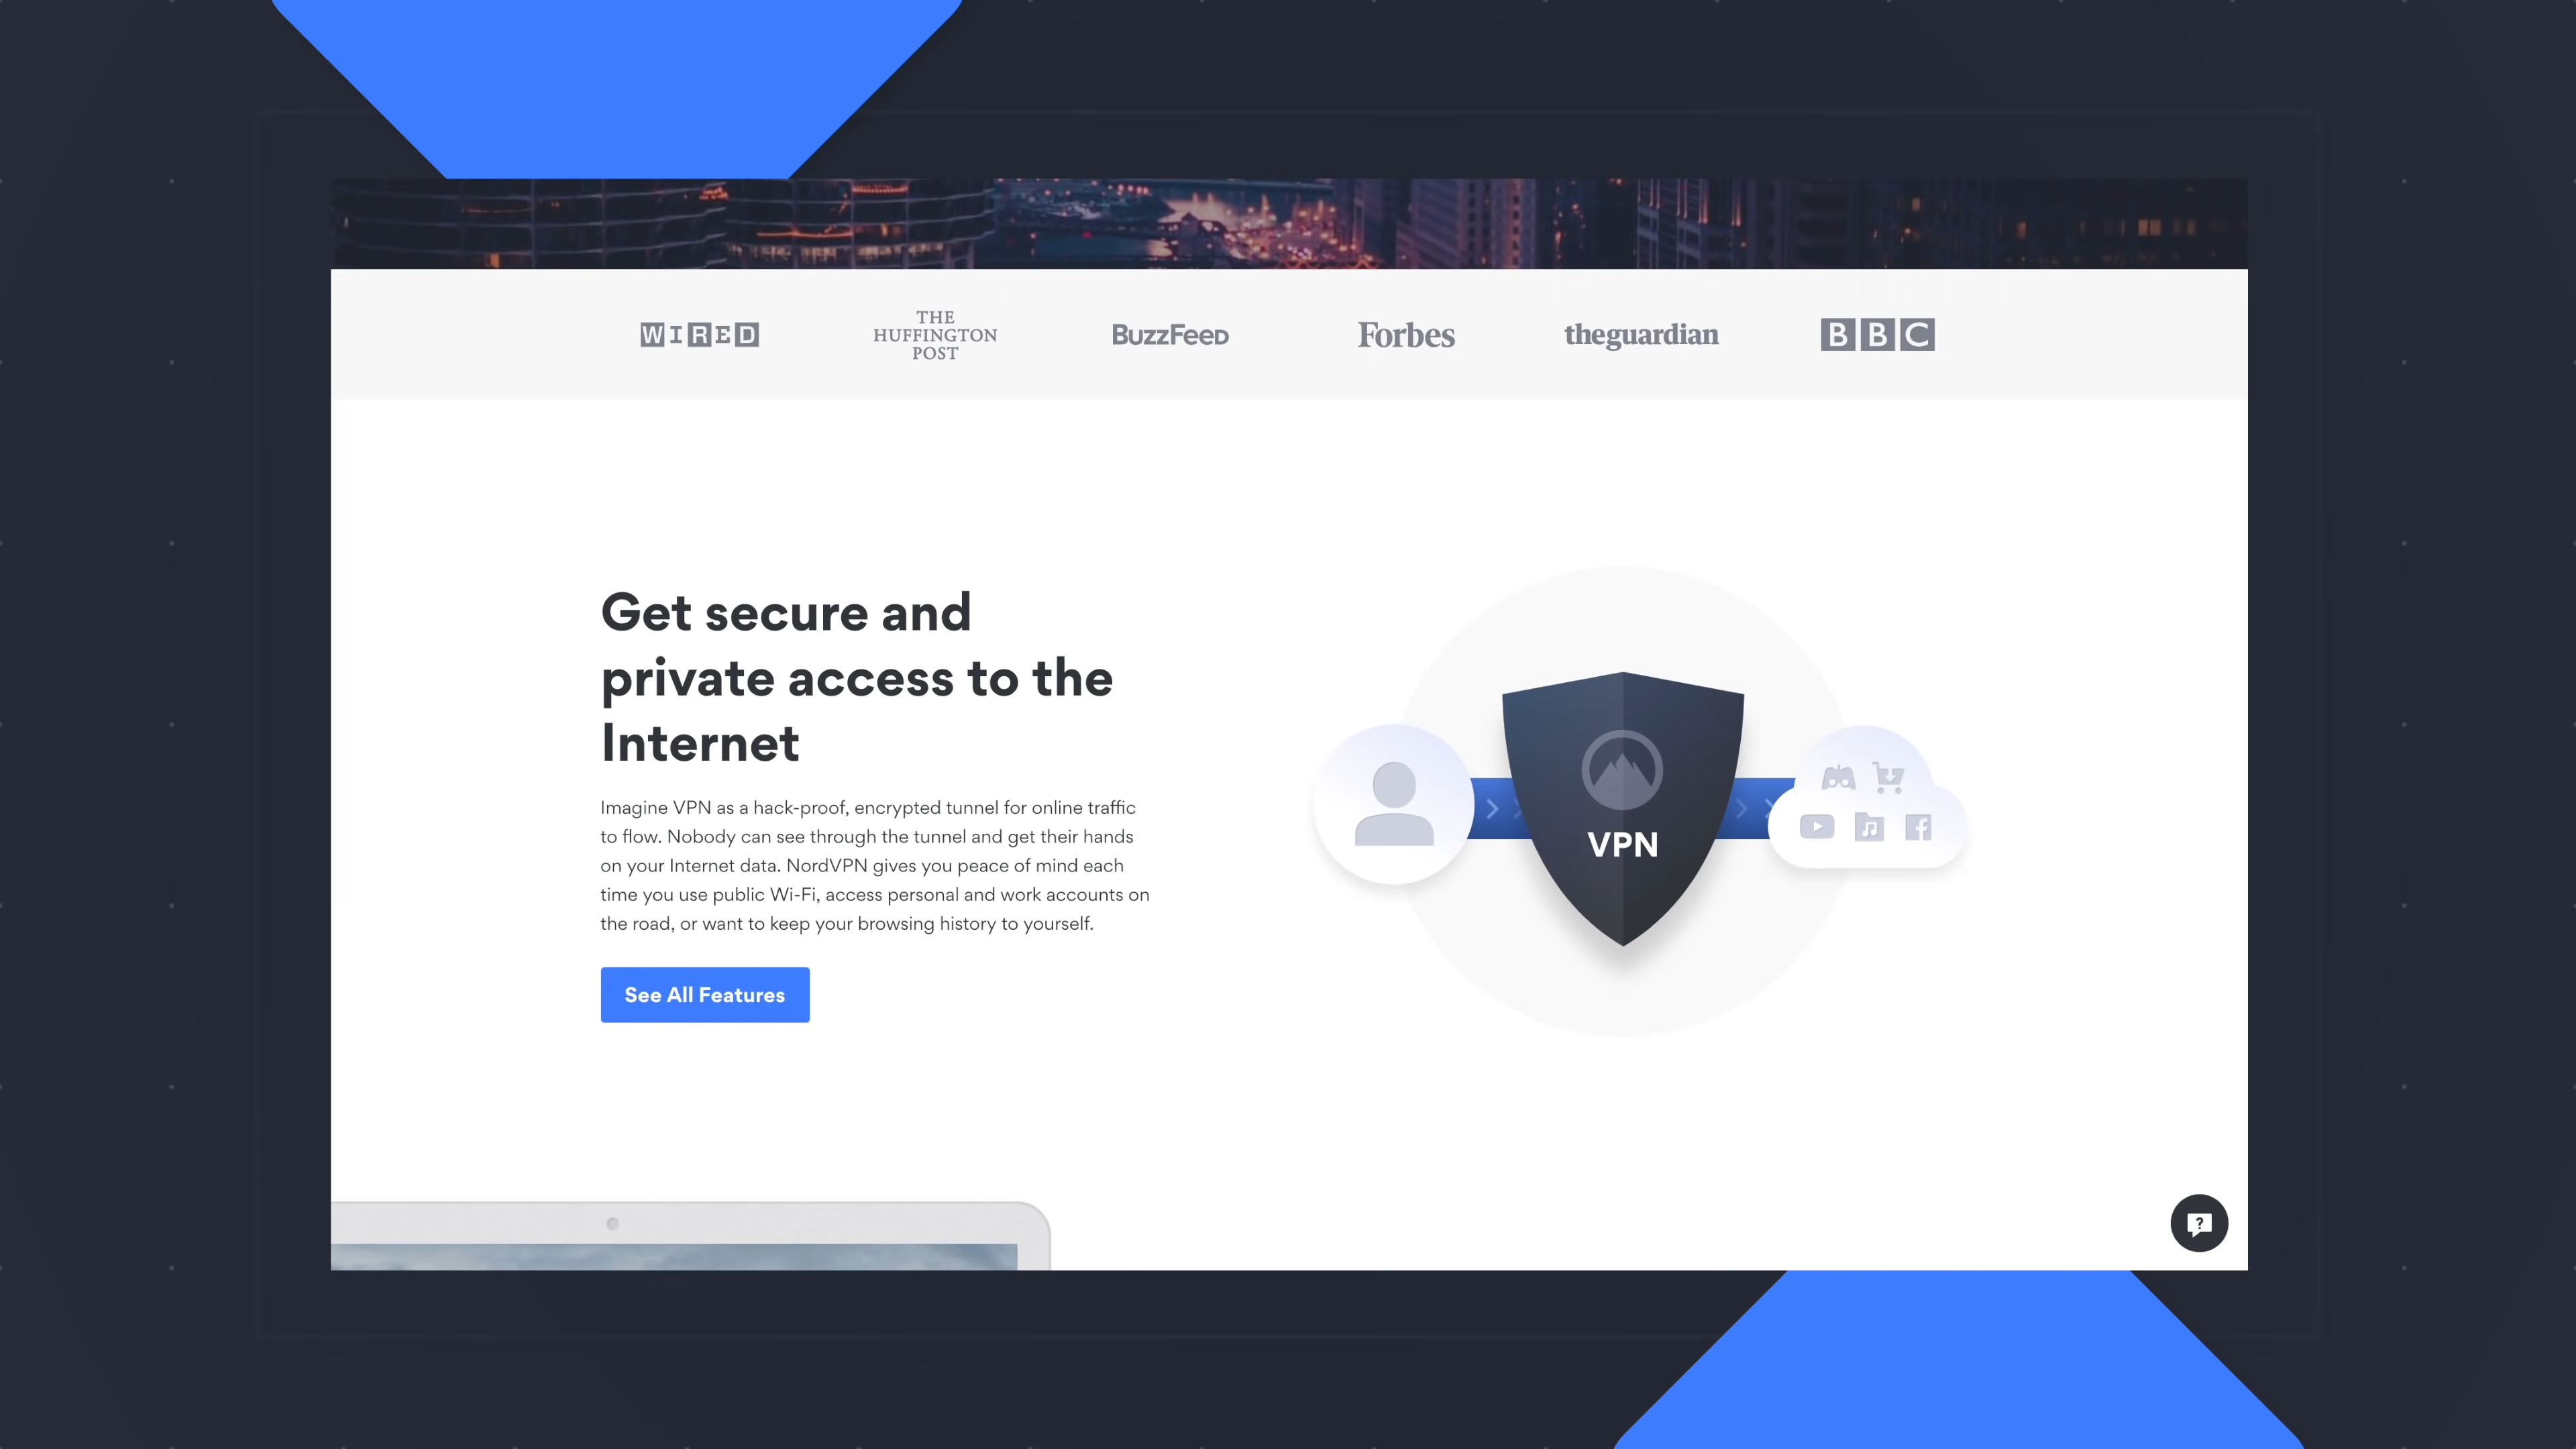 WIRED
THE
HUFFINGTON
POST
BuzzFeed
Forbes
theguardian
BBC
Get secure and
private access to the
Internet
Imagine VPN as a hack-proof, encrypted tunnel for online traffic
to flow. Nobody can see through the tunnel and get their hands
on your Internet data. NordVPN gives you peace of mind each
time you use public Wi-Fi, access personal and work accounts on
the road, or want to keep your browsing history to yourself.
See All Features
VPN
?